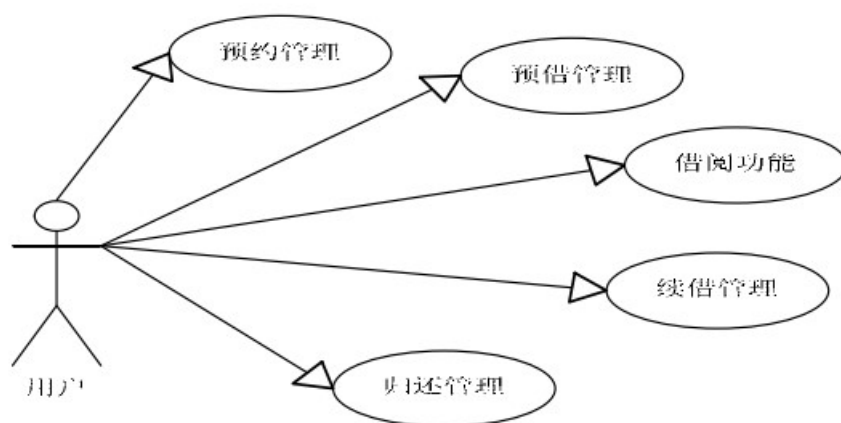 预约管理
预借管理
借阅功能
续借管理
归还管理
用户